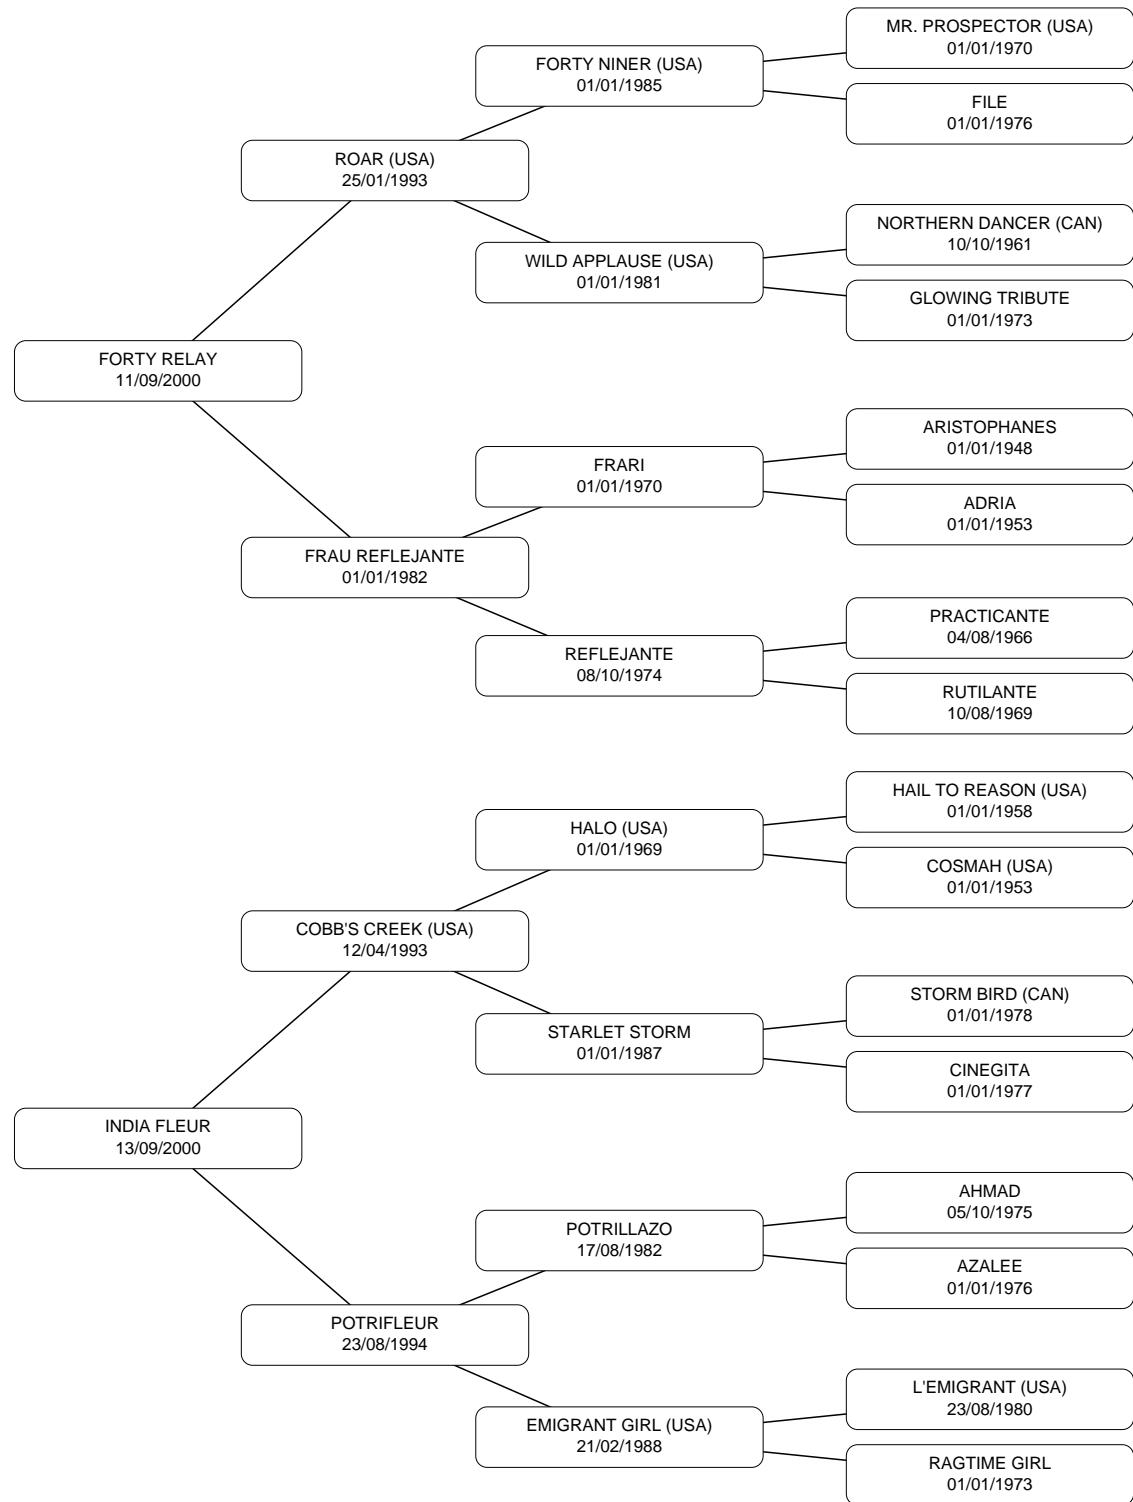 MR. PROSPECTOR (USA)
01/01/1970
FORTY NINER (USA)
01/01/1985
FILE
01/01/1976
ROAR (USA)
25/01/1993
NORTHERN DANCER (CAN)
10/10/1961
WILD APPLAUSE (USA)
01/01/1981
GLOWING TRIBUTE
01/01/1973
FORTY RELAY
11/09/2000
ARISTOPHANES
01/01/1948
FRARI
01/01/1970
ADRIA
01/01/1953
FRAU REFLEJANTE
01/01/1982
PRACTICANTE
04/08/1966
REFLEJANTE
08/10/1974
RUTILANTE
10/08/1969
HAIL TO REASON (USA)
01/01/1958
HALO (USA)
01/01/1969
COSMAH (USA)
01/01/1953
COBB'S CREEK (USA)
12/04/1993
STORM BIRD (CAN)
01/01/1978
STARLET STORM
01/01/1987
CINEGITA
01/01/1977
INDIA FLEUR
13/09/2000
AHMAD
05/10/1975
POTRILLAZO
17/08/1982
AZALEE
01/01/1976
POTRIFLEUR
23/08/1994
L'EMIGRANT (USA)
23/08/1980
EMIGRANT GIRL (USA)
21/02/1988
RAGTIME GIRL
01/01/1973